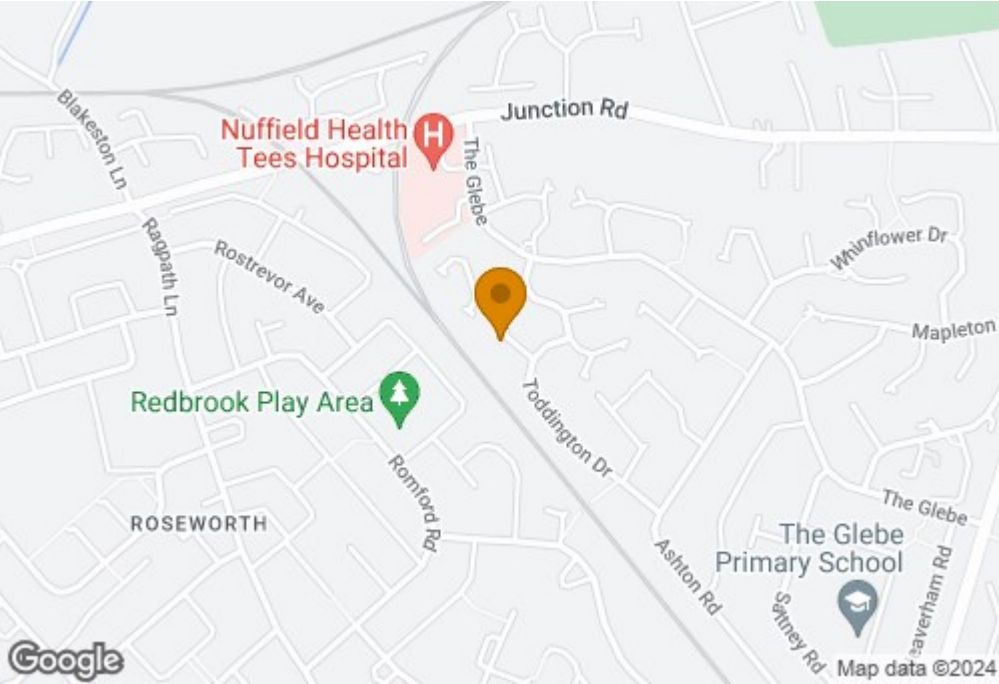 Junction Rd
Blakeston Ln
Nuffield Health
Tees Hospital
H
The Glebe
Ragpath Ln
Rostrevor Ave
Whinflower Dr
Mapleton
Redbrook Play Area
Toddington Dr
Romford Rd
ROSEWORTH
The Glebe
The Glebe
Primary School
Ashton Rd
Saltney Rd
eaverham Rd
Google
Map data ©2024